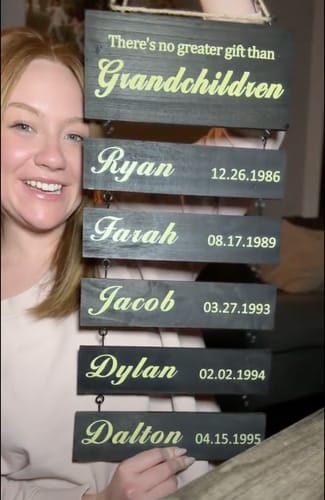 There's no greater gift than
Grandchildren
Ryan 12.26.1986
Farah 08.17.1989
Jacob 03.27.1993
Dylan 02.02.1994
Dalton 04.15.1995